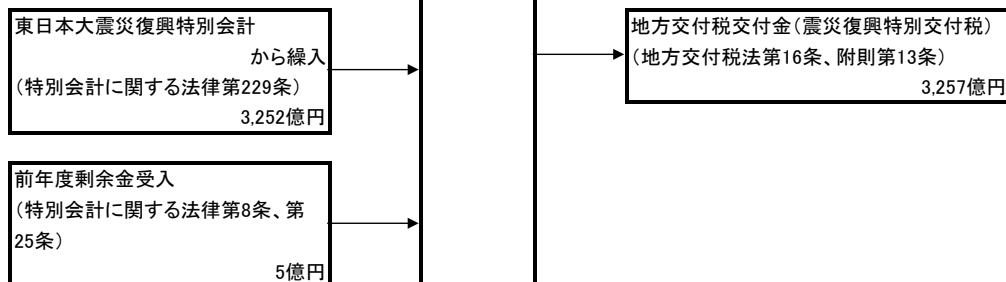 東日本大震災復興特別会計
から繰入
(特別会計に関する法律第229条)
3,252億円
前年度剰余金受入
(特別会計に関する法律第8条、第
25条)
5億円
地方交付税交付金(震災復興特別交付税)
(地方交付税法第16条、附則第13条)
3,257億円